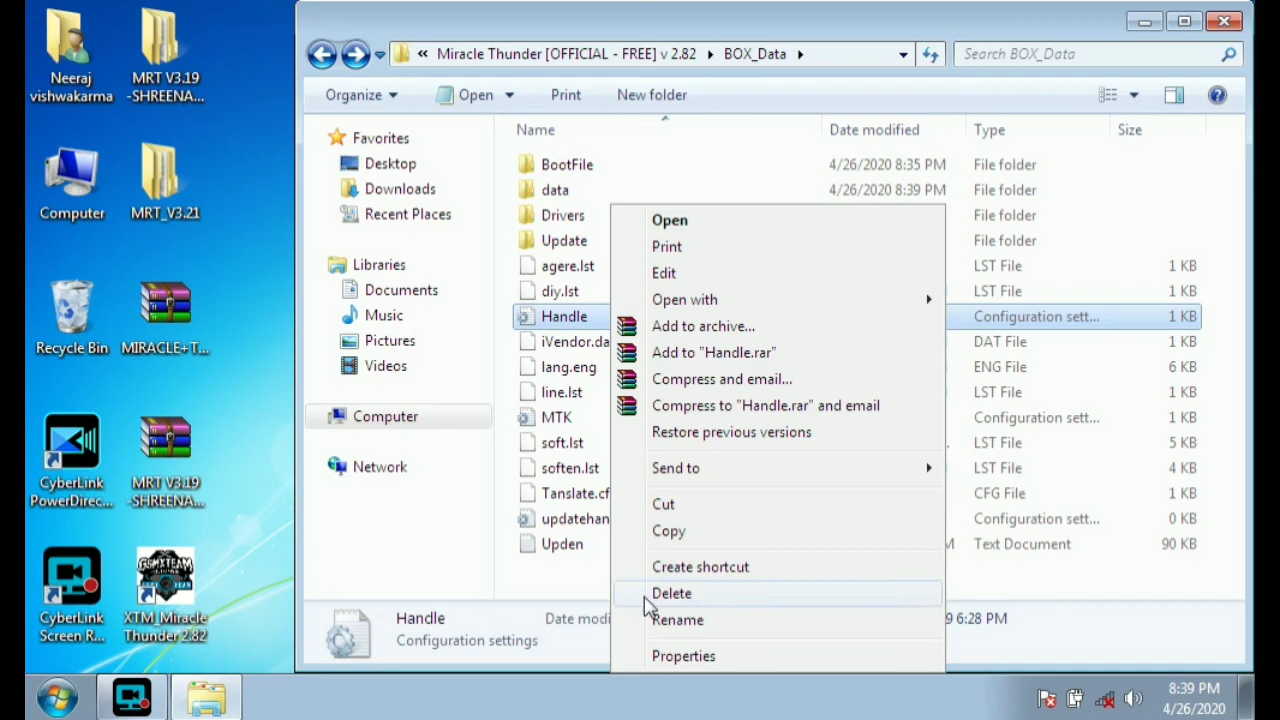 Neeraj
vishwakarma
MRT V3.19
-SHREENA...
Computer
MRT_V3.21
Recycle Bin
MIRACLE+T...
CyberLink
PowerDirec...
MRT V3.19
-SHREENA...
CyberLink
Screen R...
GSMXTEAM
XTM_Miracle
Thunder 2.82
« Miracle Thunder [OFFICIAL - FREE] v 2.82 BOX_Data
Search BOX_Data
Organize Open Print New folder
Favorites
Desktop
Downloads
Recent Places
Libraries
Documents
Music
Pictures
Videos
Computer
Network
Name Date modified Type Size
BootFile 4/26/2020 8:35 PM File folder
data 4/26/2020 8:39 PM File folder
Drivers File folder
Update File folder
agere.lst LST File 1 KB
diy.lst LST File 1 KB
Handle Configuration sett... 1 KB
iVendor.da DAT File 1 KB
lang.eng ENG File 6 KB
line.lst LST File 1 KB
MTK Configuration sett... 1 KB
soft.lst LST File 5 KB
soften.lst LST File 4 KB
Tanslate.cf CFG File 0 KB
updatehan Configuration sett... 0 KB
Upden Text Document 90 KB
Open
Print
Edit
Open with
Add to archive...
Add to "Handle.rar"
Compress and email...
Compress to "Handle.rar" and email
Restore previous versions
Send to
Cut
Copy
Create shortcut
Delete
Rename
Properties
Handle Date modi 9 6:28 PM
Configuration settings
8:39 PM
4/26/2020